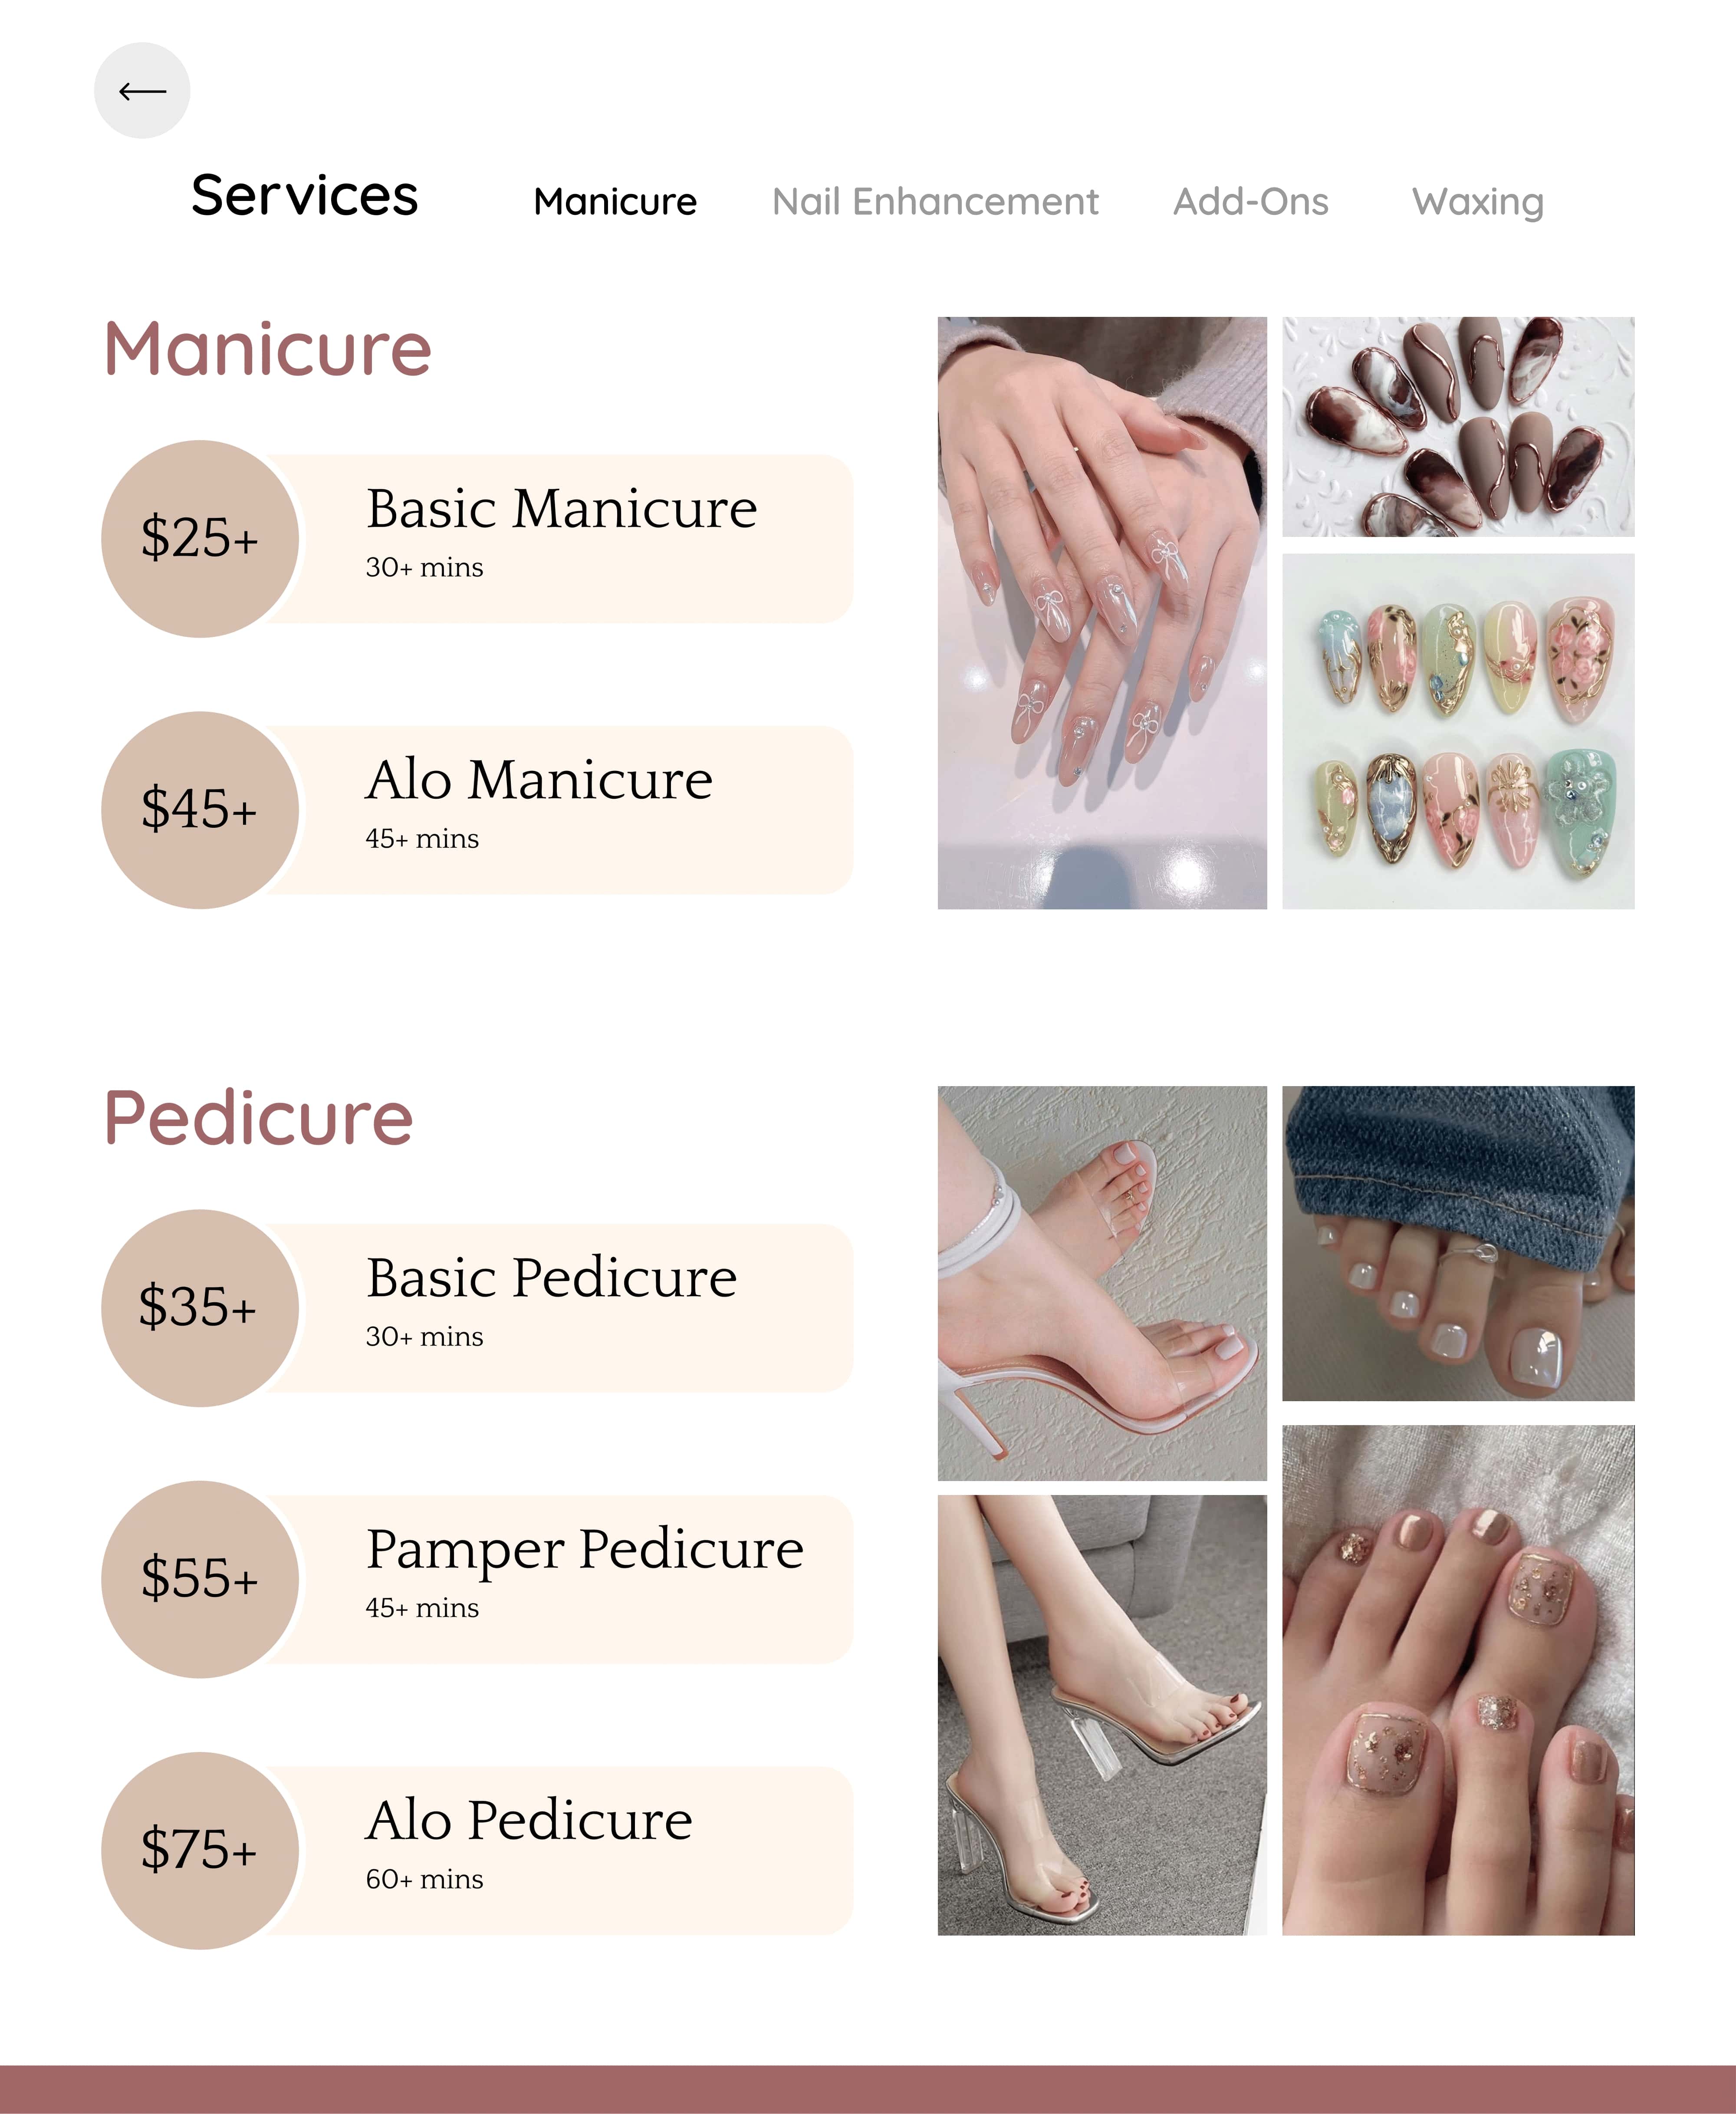 Services
Manicure
Nail Enhancement
Add-Ons
Waxing
Manicure
$25+
Basic Manicure
30+ mins
$45+
Alo Manicure
45+ mins
Pedicure
$35+
Basic Pedicure
30+ mins
$55+
Pamper Pedicure
45+ mins
$75+
Alo Pedicure
60+ mins